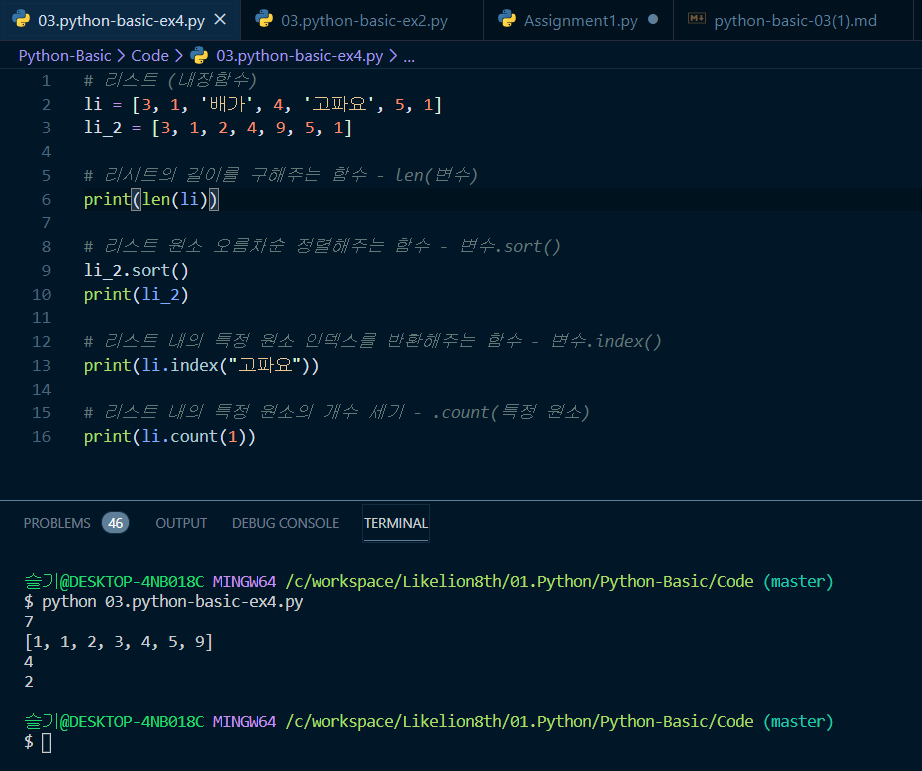 03.python-basic-ex4.py
03.python-basic-ex2.py
Assignment1.py
python-basic-03(1).md
Python-Basic > Code > 03.python-basic-ex4.py > ...
1 # 리스트 (내장함수)
2 li = [3, 1, '배가', 4, '고파요', 5, 1]
3 li_2 = [3, 1, 2, 4, 9, 5, 1]
4
5 # 리시트의 길이를 구해주는 함수 - len(변수)
6 print(len(li))
7
8 # 리스트 원소 오름차순 정렬해주는 함수 - 변수.sort()
9 li_2.sort()
10 print(li_2)
11
12 # 리스트 내의 특정 원소 인덱스를 반환해주는 함수 - 변수.index()
13 print(li.index("고파요"))
14
15 # 리스트 내의 특정 원소의 개수 세기 - .count(특정 원소)
16 print(li.count(1))
PROBLEMS 46 OUTPUT DEBUG CONSOLE TERMINAL
슬기@DESKTOP-4NB018C MINGW64 /c/workspace/Likelion8th/01.Python/Python-Basic/Code (master)
$ python 03.python-basic-ex4.py
7
[1, 1, 2, 3, 4, 5, 9]
4
2
슬기@DESKTOP-4NB018C MINGW64 /c/workspace/Likelion8th/01.Python/Python-Basic/Code (master)
$